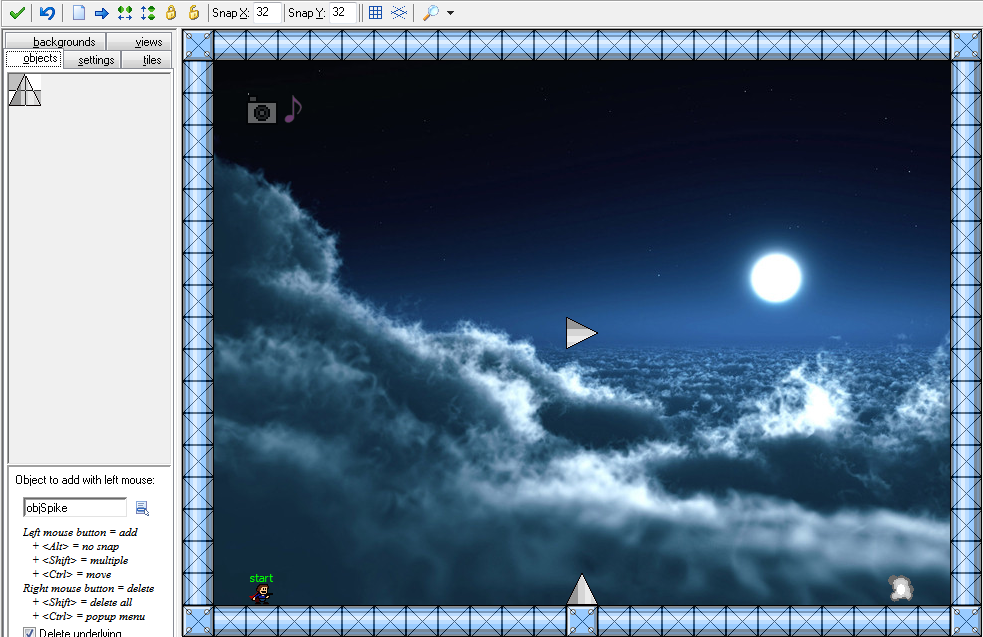 Snap X: 32 Snap Y: 32
backgrounds views
objects settings tiles
Object to add with left mouse:
objSpike
Left mouse button = add
+ <Alt> = no snap
+ <Shift> = multiple
+ <Ctrl> = move
Right mouse button = delete
+ <Shift> = delete all
+ <Ctrl> = popup menu
Delete underlying
start